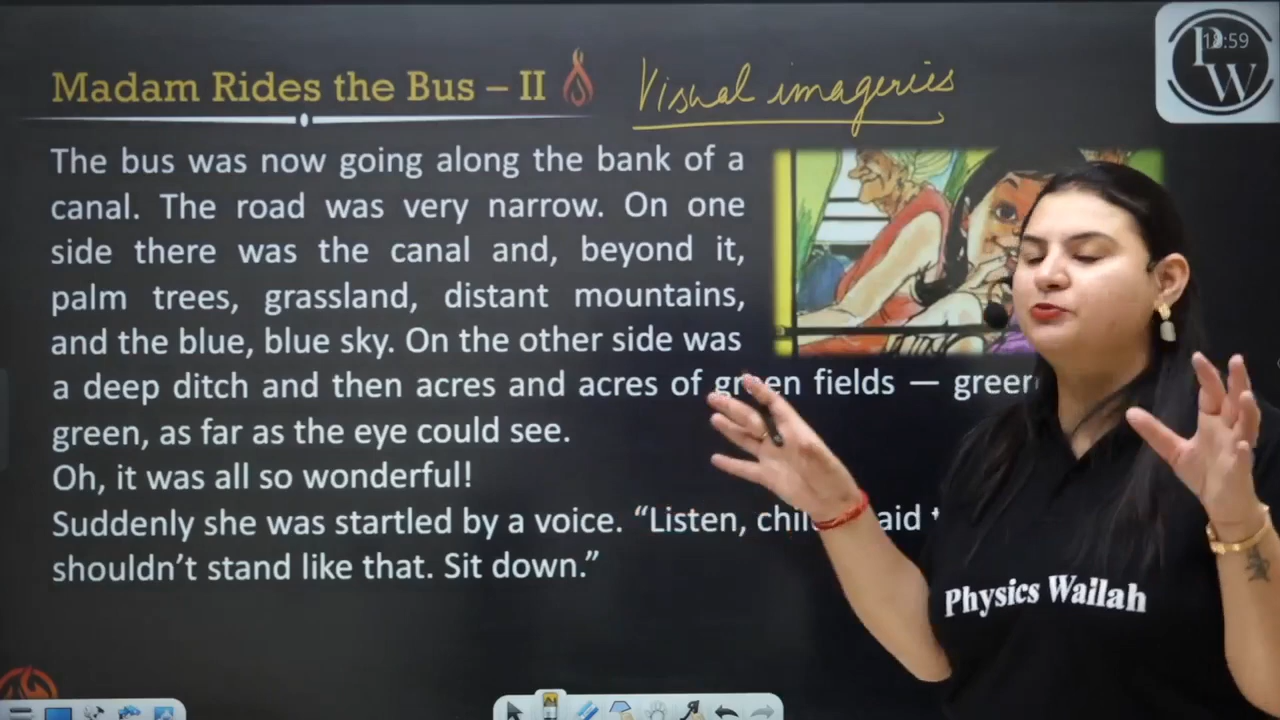 Madam Rides the Bus – II
Visual imageries
PW
18:59
The bus was now going along the bank of a
canal. The road was very narrow. On one
side there was the canal and, beyond it,
palm trees, grassland, distant mountains,
and the blue, blue sky. On the other side was
a deep ditch and then acres and acres of green fields —
green, as far as the eye could see.
Oh, it was all so wonderful!
Suddenly she was startled by a voice. “Listen,
shouldn’t stand like that. Sit down.”
Physics Wallah